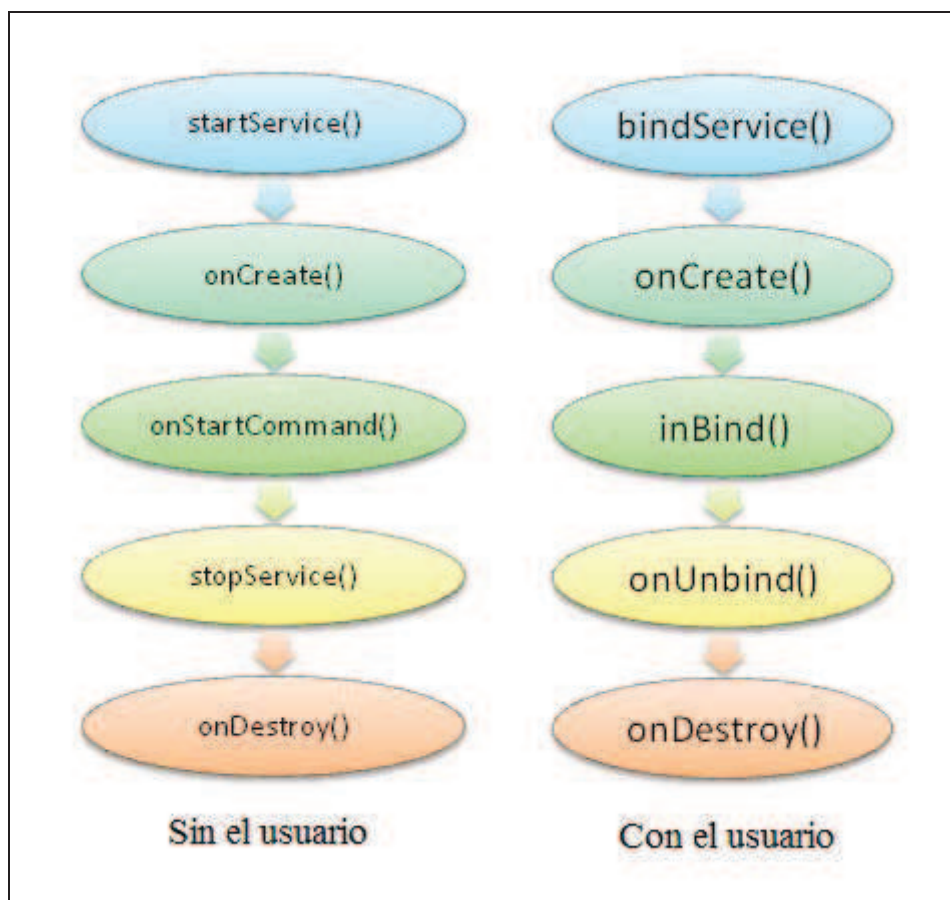 startService()
onCreate()
onStartCommand()
stopService()
onDestroy()
Sin el usuario
bindService()
onCreate()
inBind()
onUnbind()
onDestroy()
Con el usuario